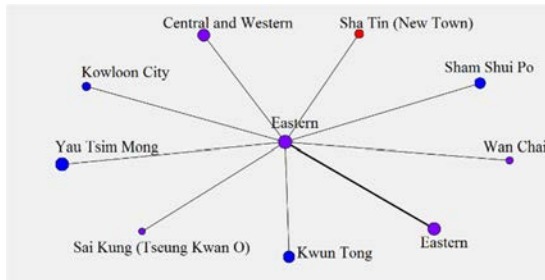 Central and Western
Sha Tin (New Town)
Kowloon City
Sham Shui Po
Eastern
Yau Tsim Mong
Wan Chai
Sai Kung (Tseung Kwan O)
Kwun Tong
Eastern